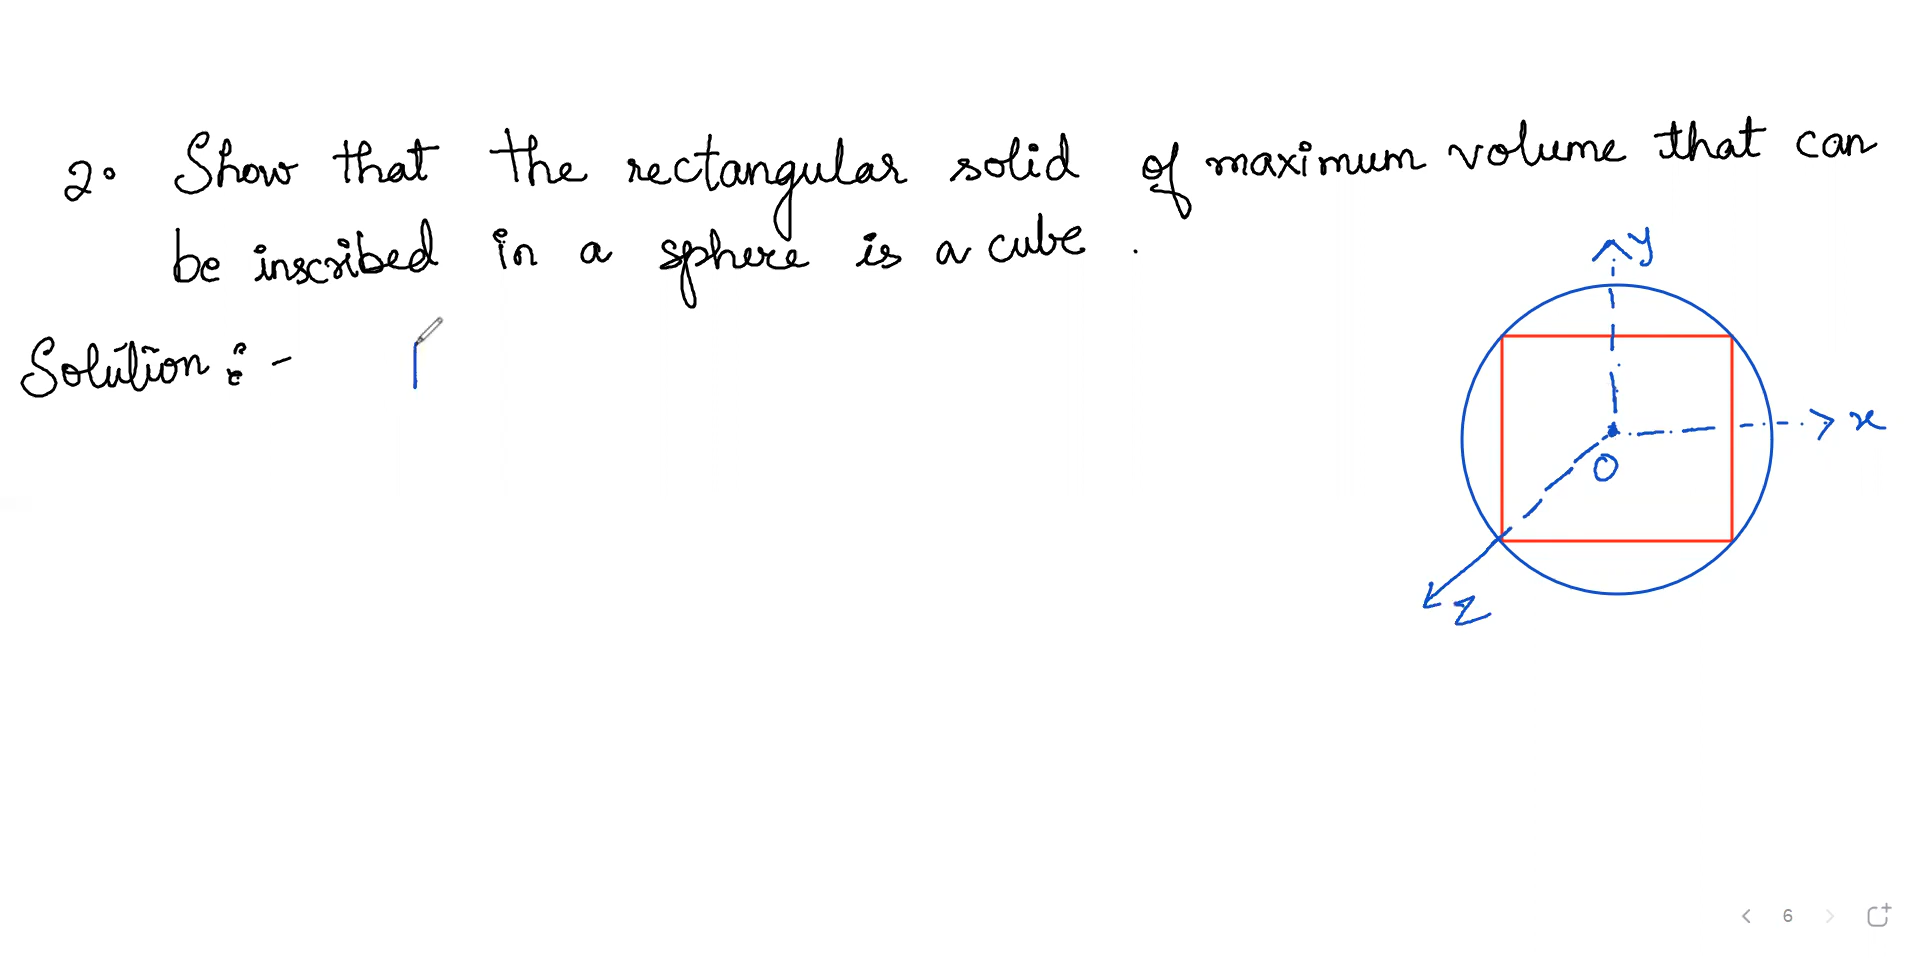 2. Show that the rectangular solid of maximum volume that can
be inscribed in a sphere is a cube.
Solution :-
y
x
O
z
6